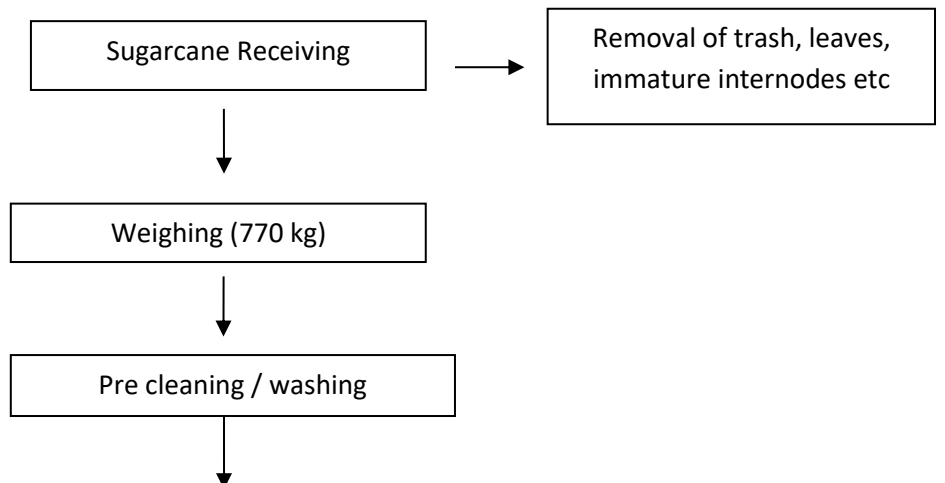 Sugarcane Receiving
Removal of trash, leaves,
immature internodes etc
Weighing (770 kg)
Pre cleaning / washing